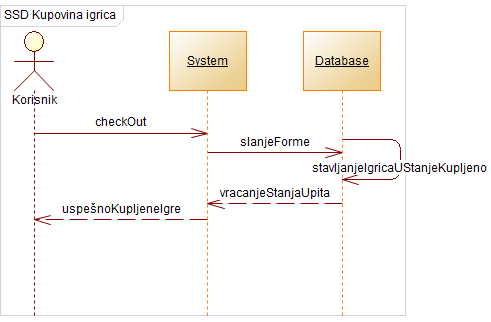 SSD Kupovina igrica
System
Database
Korisnik
checkOut
slanjeForme
stavljanjeIgricaUStanjeKupljeno
vracanjeStanjaUpita
uspešnoKupljeneIgre